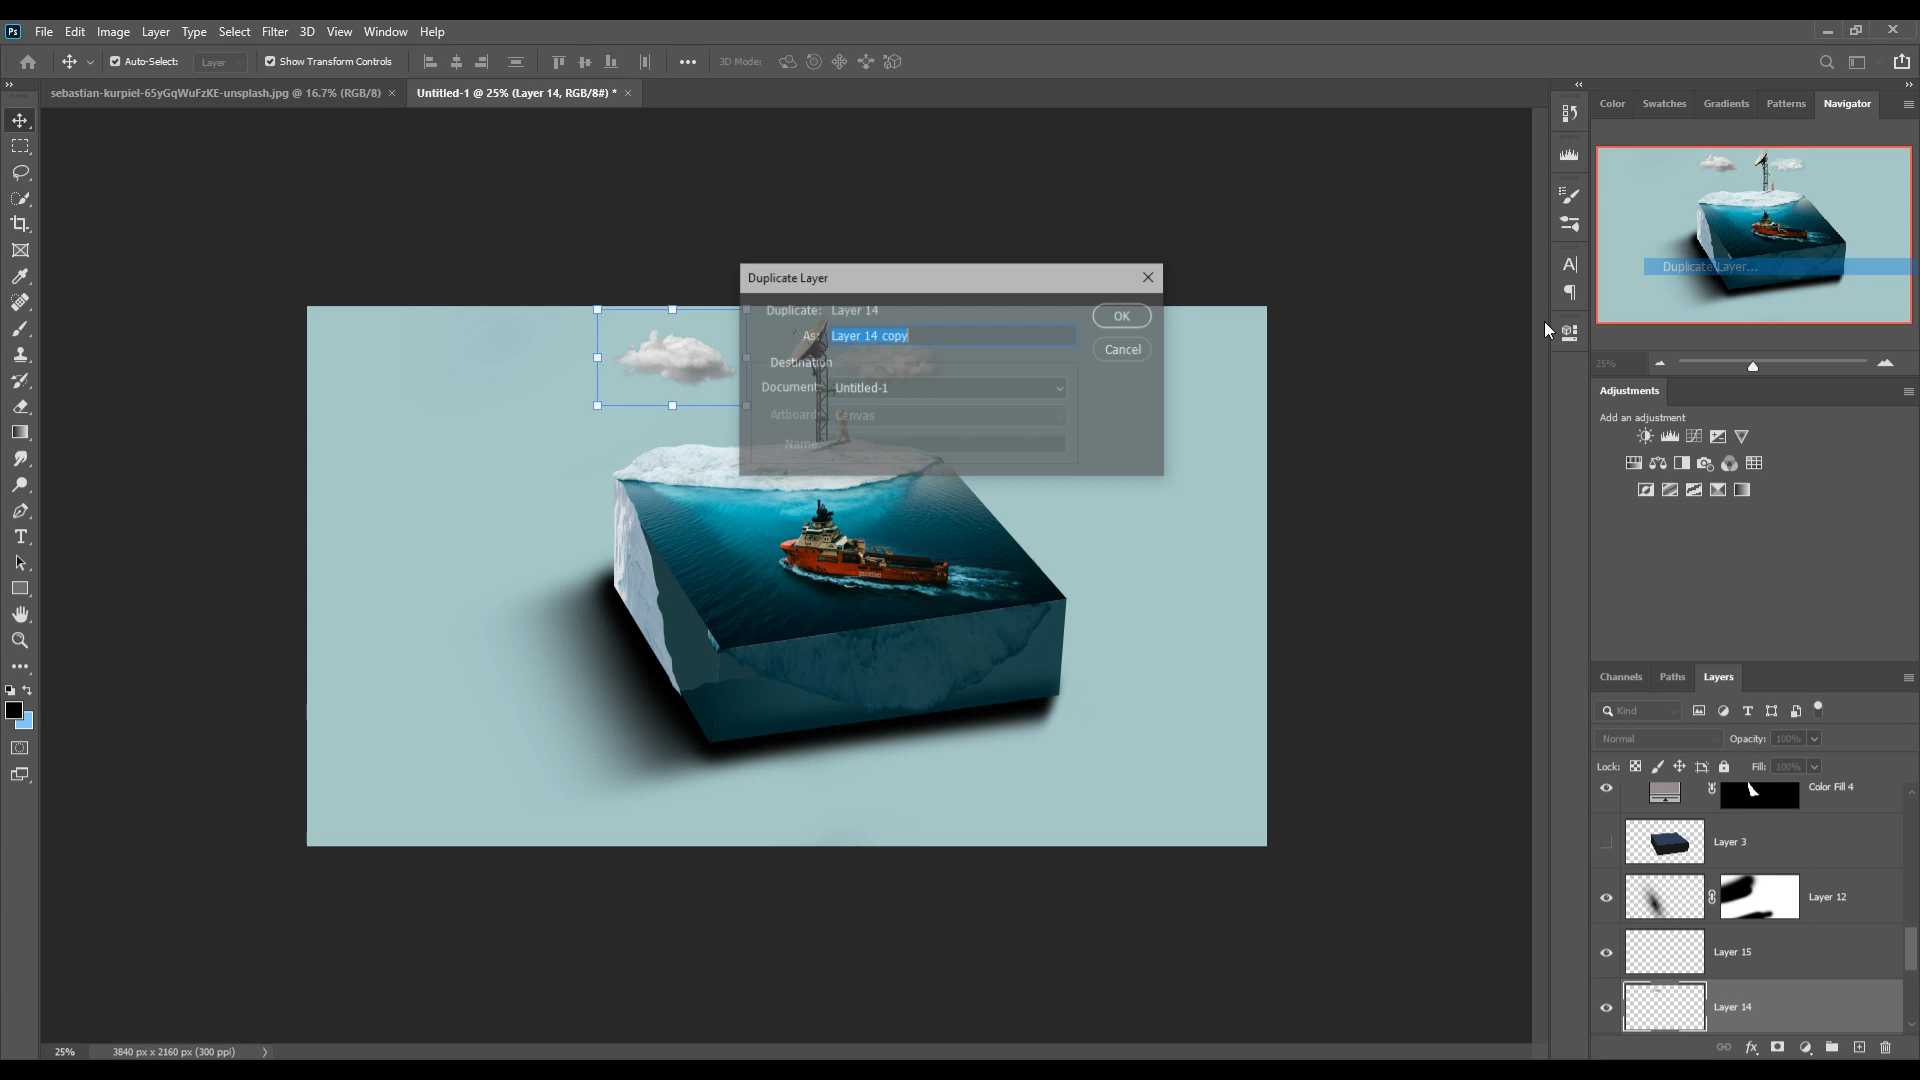 Ps File Edit Image Layer Type Select Filter 3D View Window Help
Auto-Select: Layer Show Transform Controls 3D Mode:
sebastian-kurpiel-65yGqWuFzKE-unsplash.jpg @ 16.7% (RGB/8) × Untitled-1 @ 25% (Layer 14, RGB/8#) * ×
Color Swatches Gradients Patterns Navigator
Duplicate Layer...
25%
Duplicate Layer
Duplicate: Layer 14
As: Layer 14 copy
OK
Cancel
Destination
Document: Untitled-1
Artboard: Canvas
Name:
Adjustments
Add an adjustment
Channels Paths Layers
Kind
Normal Opacity: 100%
Lock: Fill: 100%
Color Fill 4
Layer 3
Layer 12
Layer 15
Layer 14
25% 3840 px x 2160 px (300 ppi)